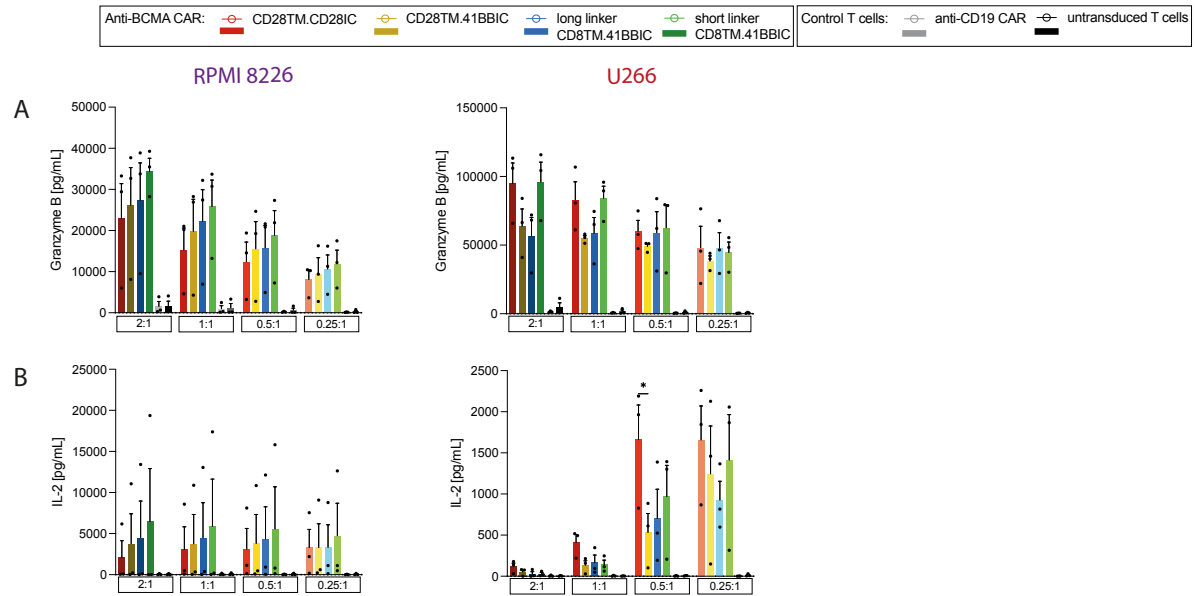 Anti-BCMA CAR: CD28TM.CD28IC CD28TM.41BBIC long linker short linker Control T cells: anti-CD19 CAR untransduced T cells
CD8TM.41BBIC CD8TM.41BBIC
RPMI 8226 U266
A
Granzyme B [pg/mL]
50000
40000
30000
20000
10000
0
2:1 1:1 0.5:1 0.25:1
Granzyme B [pg/mL]
150000
100000
50000
0
2:1 1:1 0.5:1 0.25:1
B
IL-2 [pg/mL]
25000
20000
15000
10000
5000
0
2:1 1:1 0.5:1 0.25:1
IL-2 [pg/mL]
2500
2000
1500
1000
500
0
*
2:1 1:1 0.5:1 0.25:1